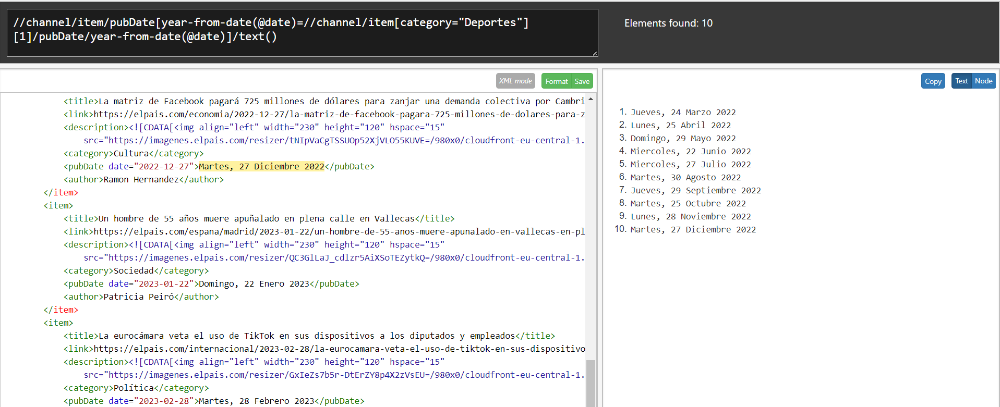 //channel/item/pubDate[year-from-date(@date)=//channel/item[category="Deportes"]
[1]/pubDate/year-from-date(@date)]/text()
Elements found: 10
XML mode
Format
Save
<title>La matriz de Facebook pagará 725 millones de dólares para zanjar una demanda colectiva por Cambri
<link>https://elpais.com/economia/2022-12-27/la-matriz-de-facebook-pagara-725-millones-de-dolares-para-z
<description><![CDATA[<img align="left" width="230" height="120" hspace="15"
src="https://imagenes.elpais.com/resizer/tNIpVaCgTSSUOp52XjVLO55KUVE=/980x0/cloudfront-eu-central-1.
<category>Cultura</category>
<pubDate date="2022-12-27">Martes, 27 Diciembre 2022</pubDate>
<author>Ramon Hernandez</author>
</item>
<item>
<title>Un hombre de 55 años muere apuñalado en plena calle en Vallecas</title>
<link>https://elpais.com/espana/madrid/2023-01-22/un-hombre-de-55-anos-muere-apunalado-en-vallecas-en-pl
<description><![CDATA[<img align="left" width="230" height="120" hspace="15"
src="https://imagenes.elpais.com/resizer/QC3GlLaJ_cdlzr5AiXSoTEZytkQ=/980x0/cloudfront-eu-central-1.
<category>Sociedad</category>
<pubDate date="2023-01-22">Domingo, 22 Enero 2023</pubDate>
<author>Patricia Peiró</author>
</item>
<item>
<title>La eurocámara veta el uso de TikTok en sus dispositivos a los diputados y empleados</title>
<link>https://elpais.com/internacional/2023-02-28/la-eurocamara-veta-el-uso-de-tiktok-en-sus-dispositivo
<description><![CDATA[<img align="left" width="230" height="120" hspace="15"
src="https://imagenes.elpais.com/resizer/GxIeZs7b5r-DtErZY8p4X2zVsEU=/980x0/cloudfront-eu-central-1.
<category>Política</category>
<pubDate date="2023-02-28">Martes, 28 Febrero 2023</pubDate>
Copy
Text
Node
1. Jueves, 24 Marzo 2022
2. Lunes, 25 Abril 2022
3. Domingo, 29 Mayo 2022
4. Miercoles, 22 Junio 2022
5. Miercoles, 27 Julio 2022
6. Martes, 30 Agosto 2022
7. Jueves, 29 Septiembre 2022
8. Martes, 25 Octubre 2022
9. Lunes, 28 Noviembre 2022
10. Martes, 27 Diciembre 2022